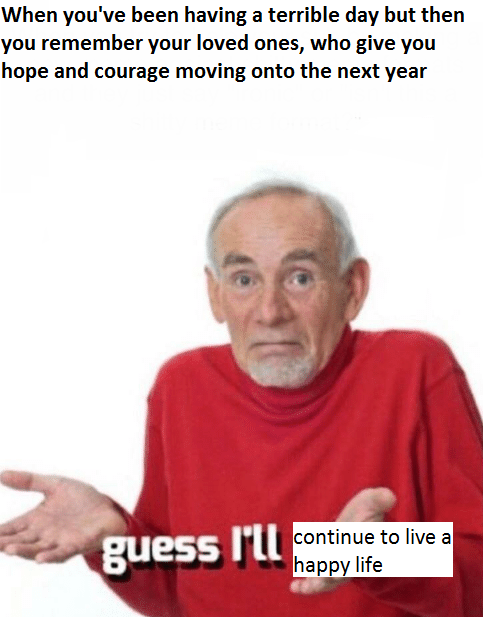 When you've been having a terrible day but then
you remember your loved ones, who give you
hope and courage moving onto the next year
guess I'll continue to live a
happy life